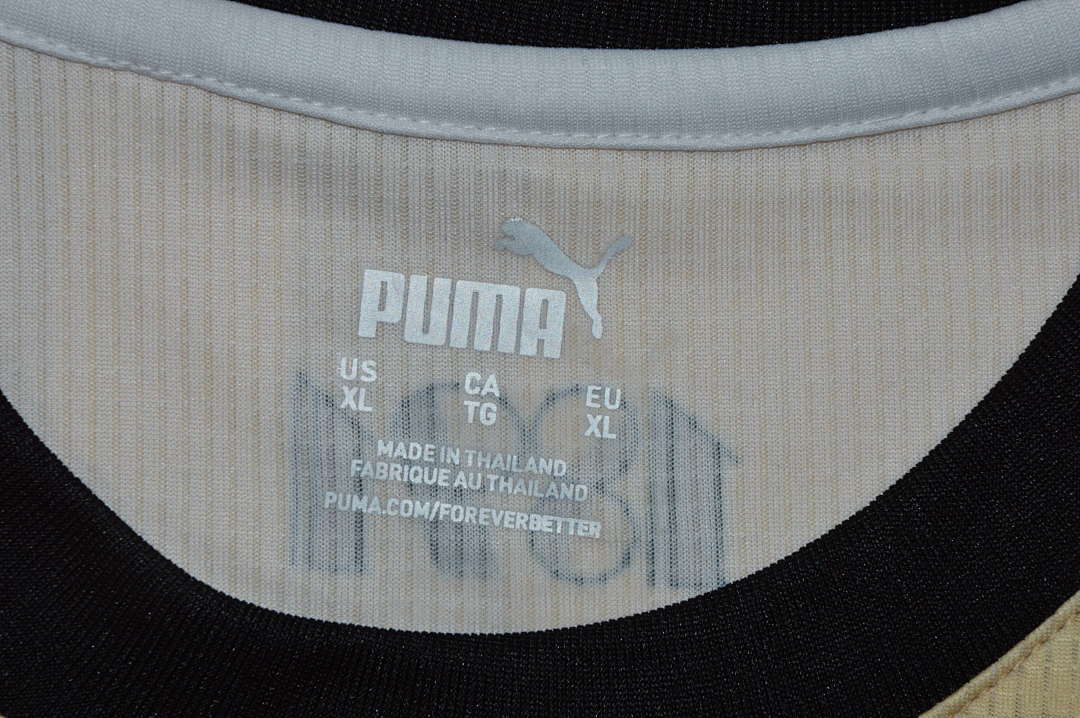 PUMA
US CA EU
XL TG XL
MADE IN THAILAND
FABRIQUE AU THAILAND
PUMA.COM/FOREVERBETTER